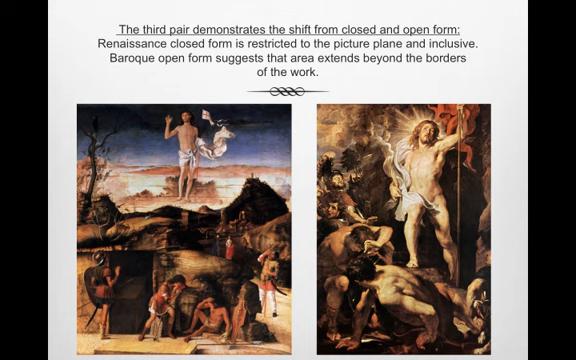 The third pair demonstrates the shift from closed and open form:
Renaissance closed form is restricted to the picture plane and inclusive.
Baroque open form suggests that area extends beyond the borders
of the work.